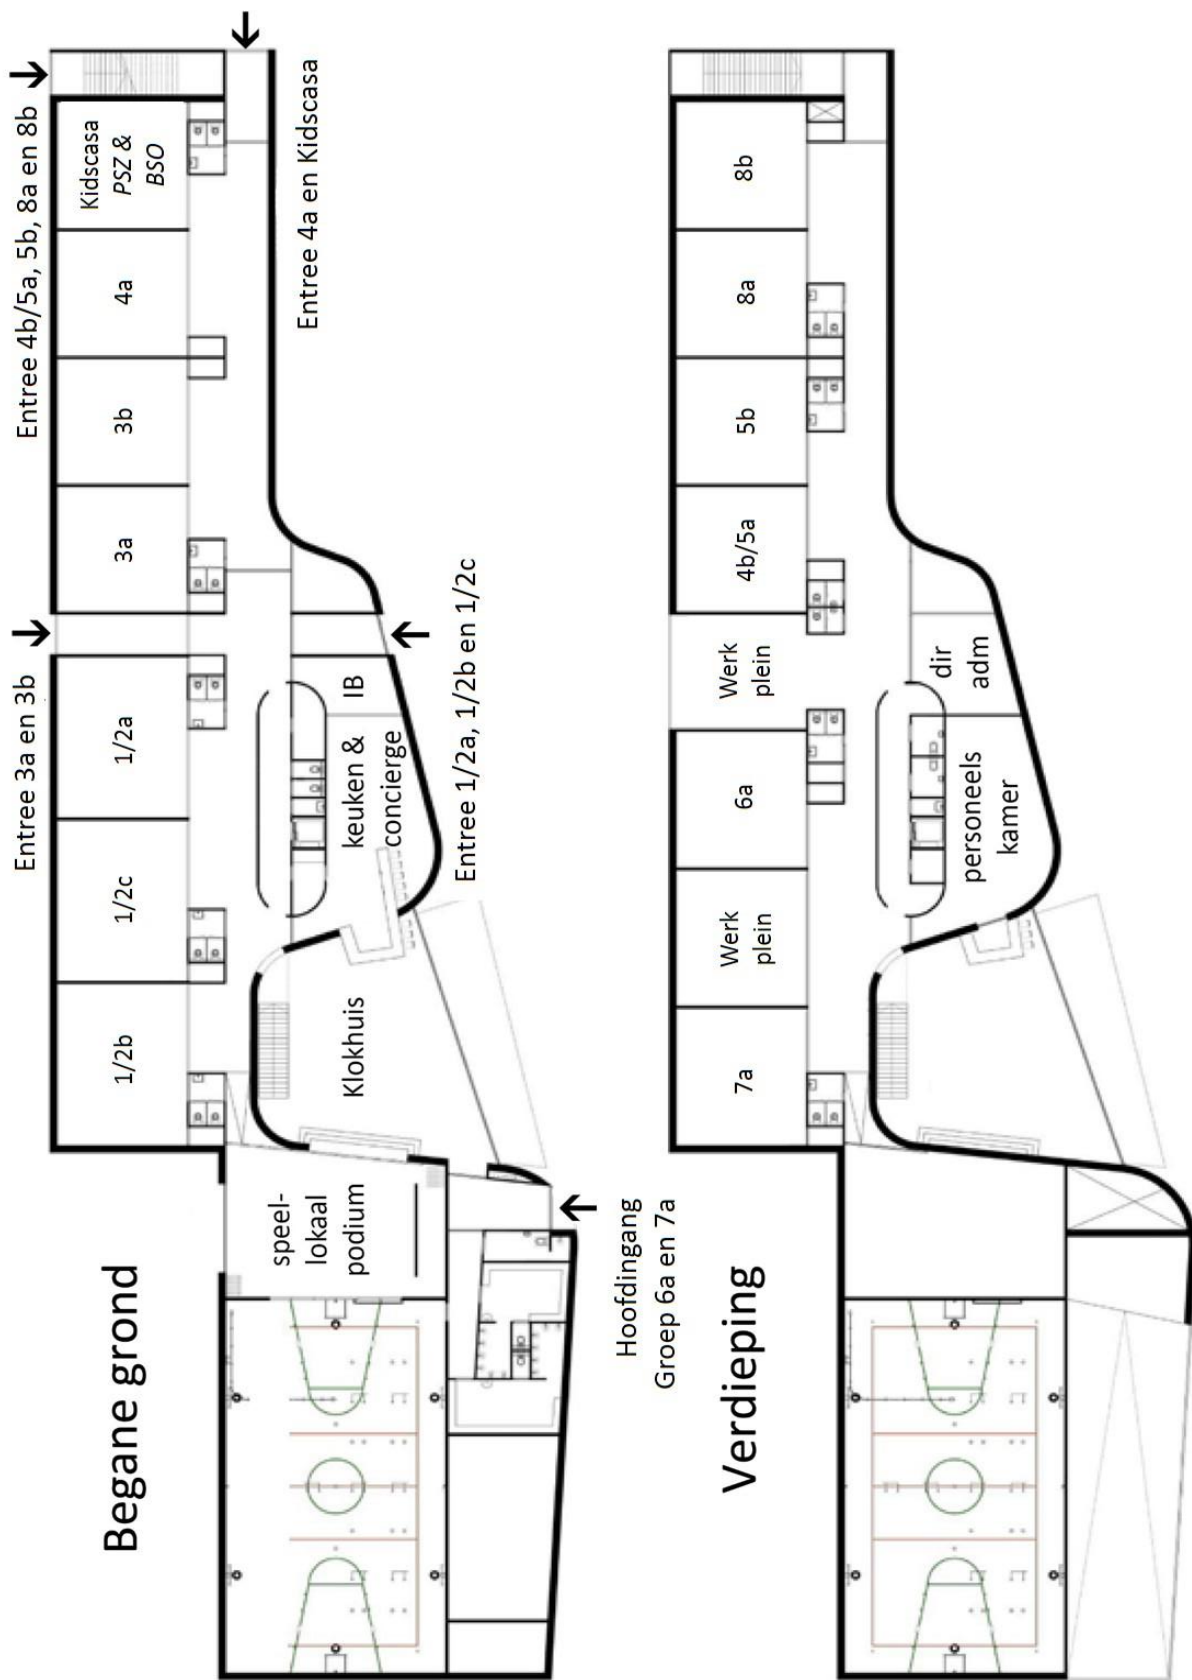 Begane grond
Entree 3a en 3b
Entree 4b/5a, 5b, 8a en 8b
1/2b
1/2c
1/2a
3a
3b
4a
Kidscasa
PSZ &
BSO
speel-
lokaal
podium
Klokhuis
keuken &
concierge
IB
Entree 4a en Kidscasa
Entree 1/2a, 1/2b en 1/2c
Hoofdingang
Groep 6a en 7a
Verdieping
7a
Werk
plein
6a
Werk
plein
4b/5a
5b
8a
8b
personeels
kamer
dir
adm